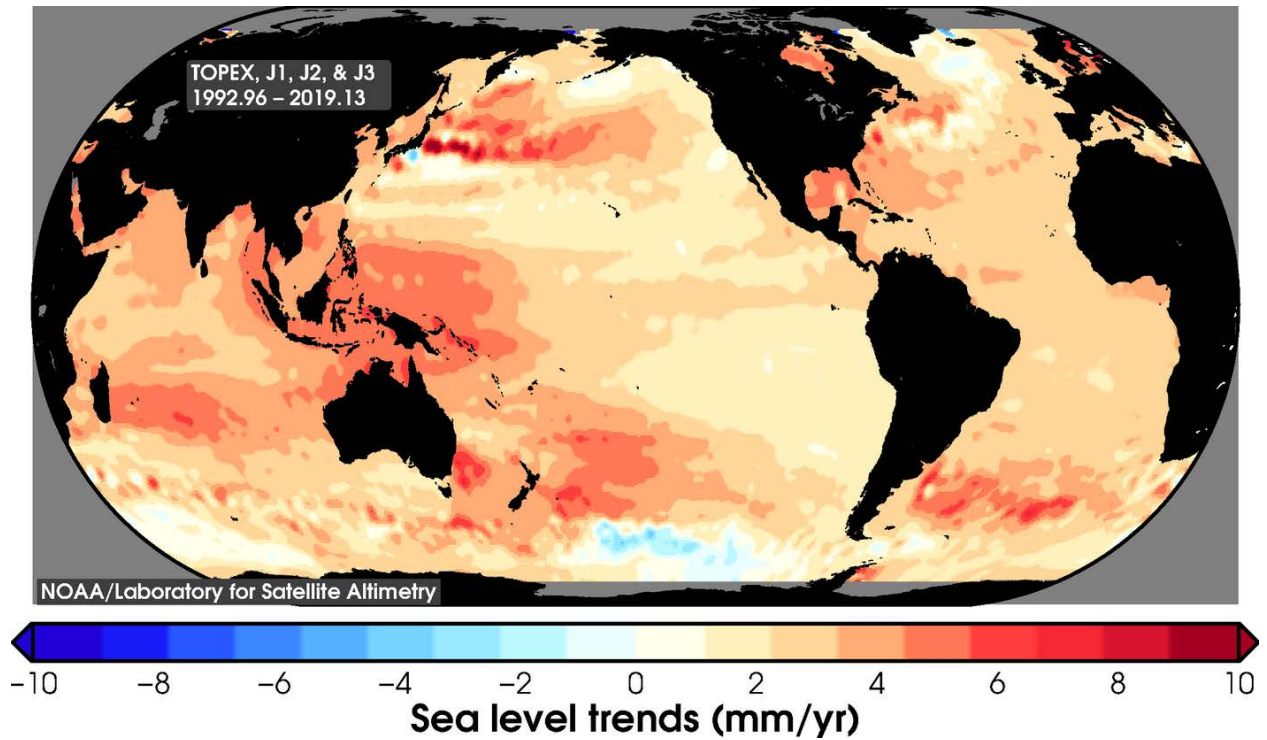 TOPEX, J1, J2, & J3
1992.96 – 2019.13
NOAA/Laboratory for Satellite Altimetry
−10 −8 −6 −4 −2 0 2 4 6 8 10
Sea level trends (mm/yr)